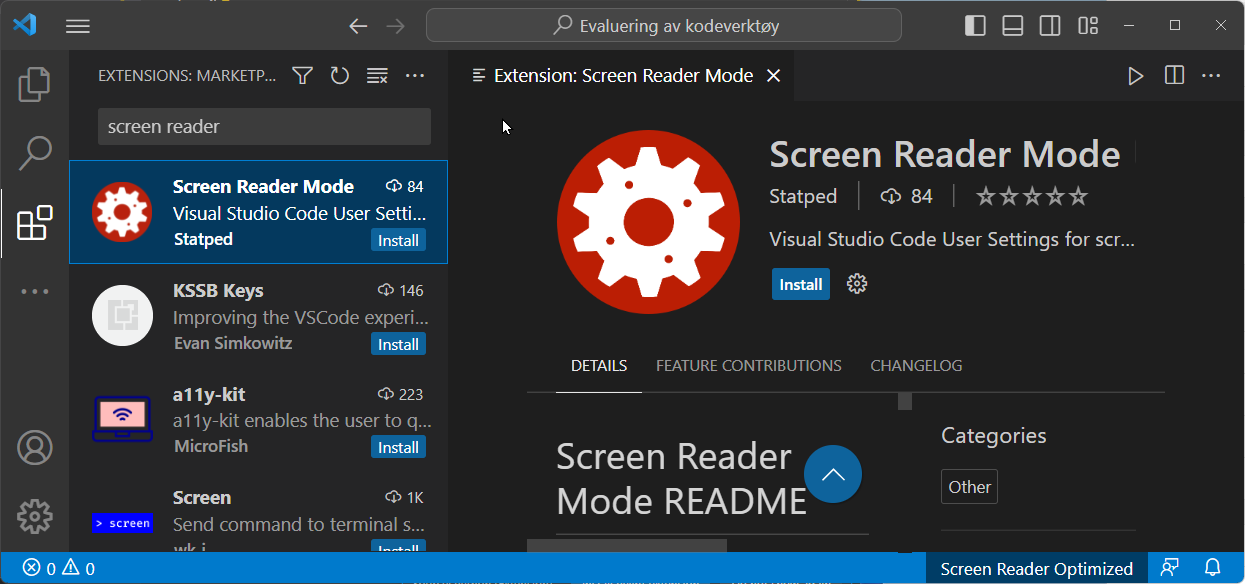 Evaluering av kodeverktøy
EXTENSIONS: MARKETP...
screen reader
Screen Reader Mode 84
Visual Studio Code User Setti...
Statped Install
KSSB Keys 146
Improving the VSCode experi...
Evan Simkowitz Install
a11y-kit 223
a11y-kit enables the user to q...
MicroFish Install
Screen 1K
> screen
Send command to terminal s...
Install
Extension: Screen Reader Mode
Screen Reader Mode
Statped 84
Visual Studio Code User Settings for scr...
Install
DETAILS FEATURE CONTRIBUTIONS CHANGELOG
Screen Reader
Mode README
Categories
Other
0 0
Screen Reader Optimized